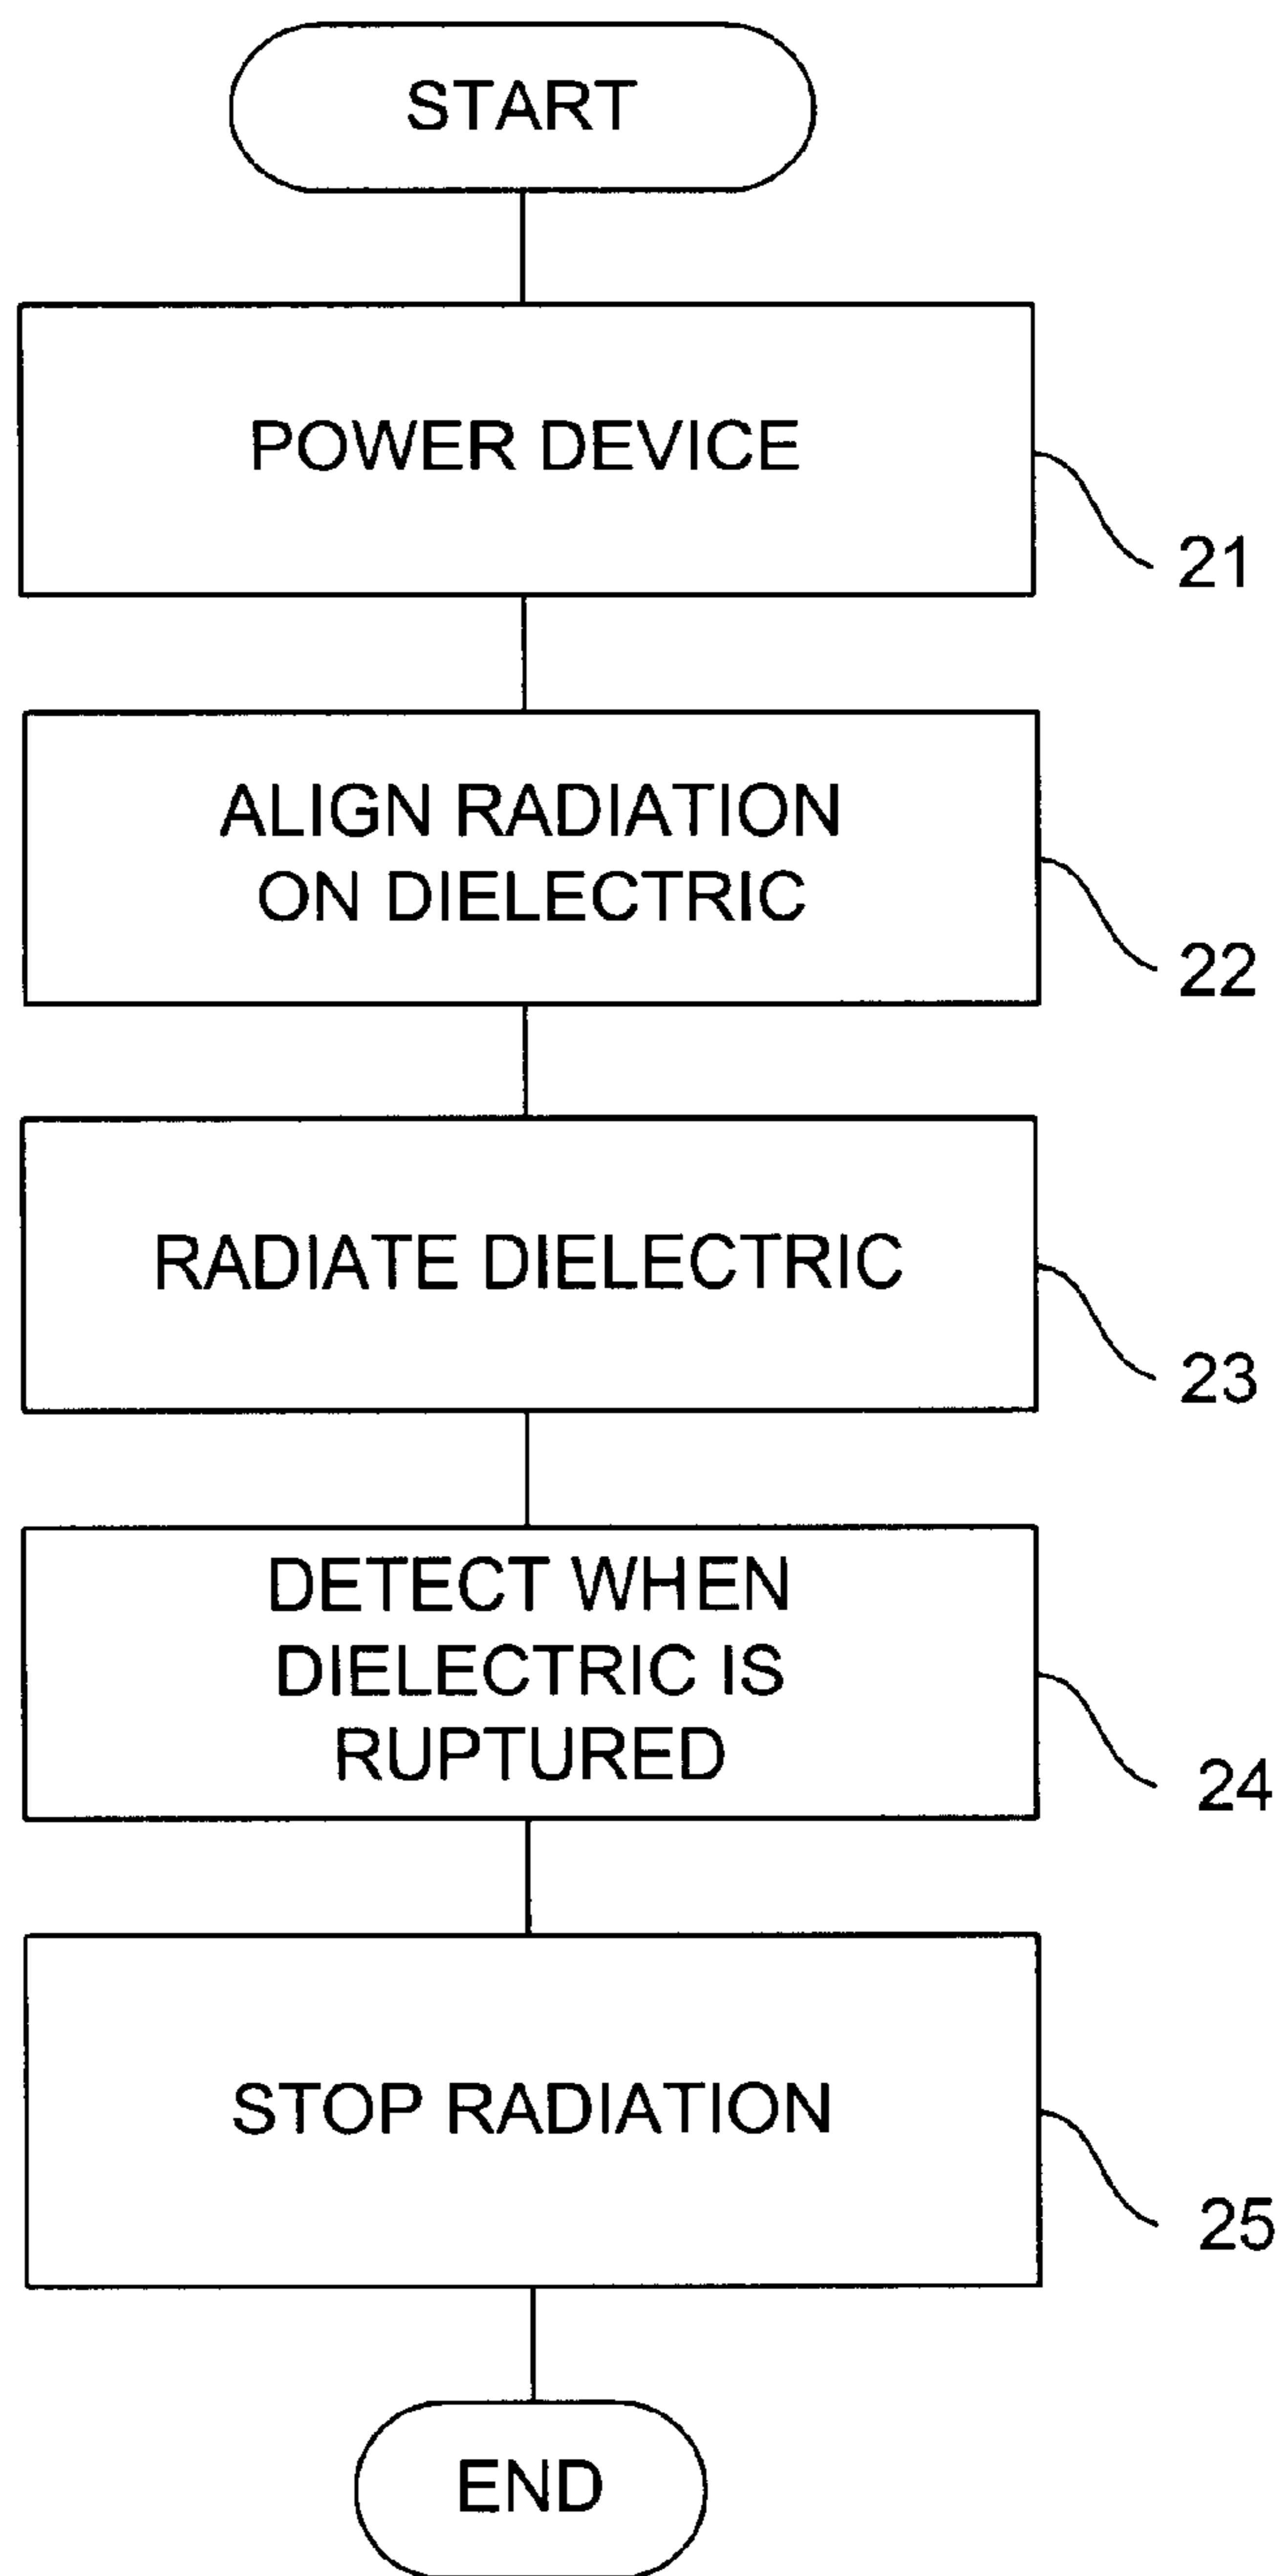 START
POWER DEVICE
21
ALIGN RADIATION
ON DIELECTRIC
22
RADIATE DIELECTRIC
23
DETECT WHEN
DIELECTRIC IS
RUPTURED
24
STOP RADIATION
25
END